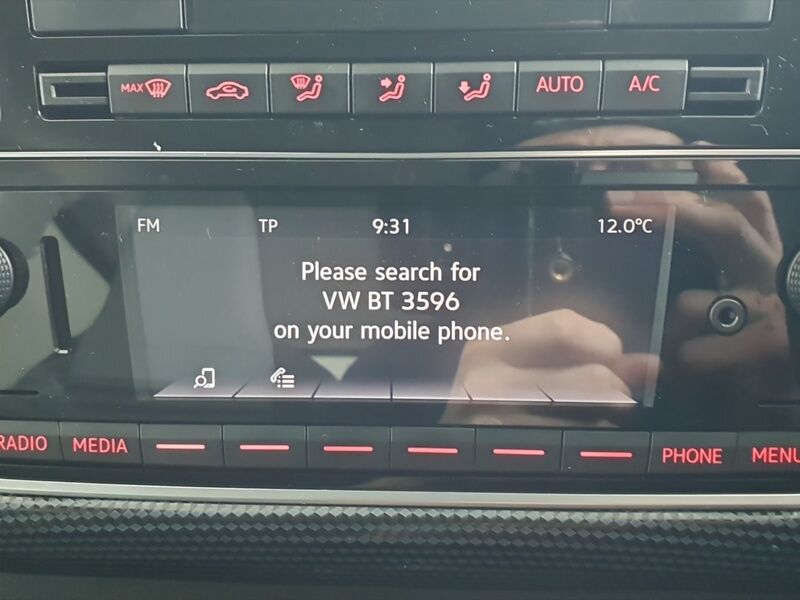 MAX
AUTO
A/C
FM TP 9:31 12.0°C
Please search for
VW BT 3596
on your mobile phone.
RADIO MEDIA PHONE MENU